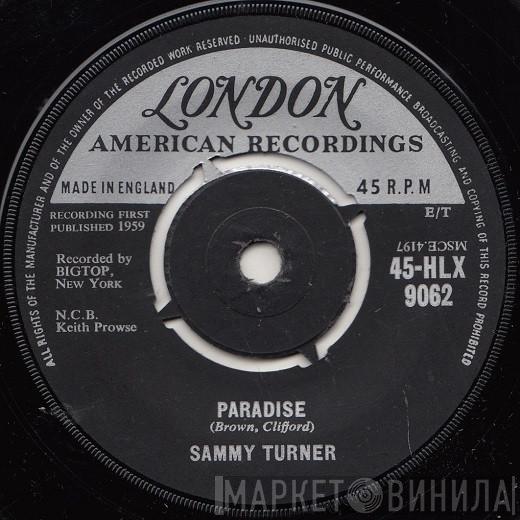 ALL RIGHTS OF THE MANUFACTURER AND OF THE OWNER OF THE RECORDED WORK RESERVED · UNAUTHORISED PUBLIC PERFORMANCE BROADCASTING AND COPYING OF THIS RECORD PROHIBITED
LONDON
AMERICAN RECORDINGS
MADE IN ENGLAND
45 R.P.M
RECORDING FIRST
PUBLISHED 1959
E/T
MSCE.4197
Recorded by
BIGTOP,
NEW YORK
45-HLX
9062
N.C.B.
Keith Prowse
PARADISE
(Brown, Clifford)
SAMMY TURNER
МАРКЕТ ВИНИЛА